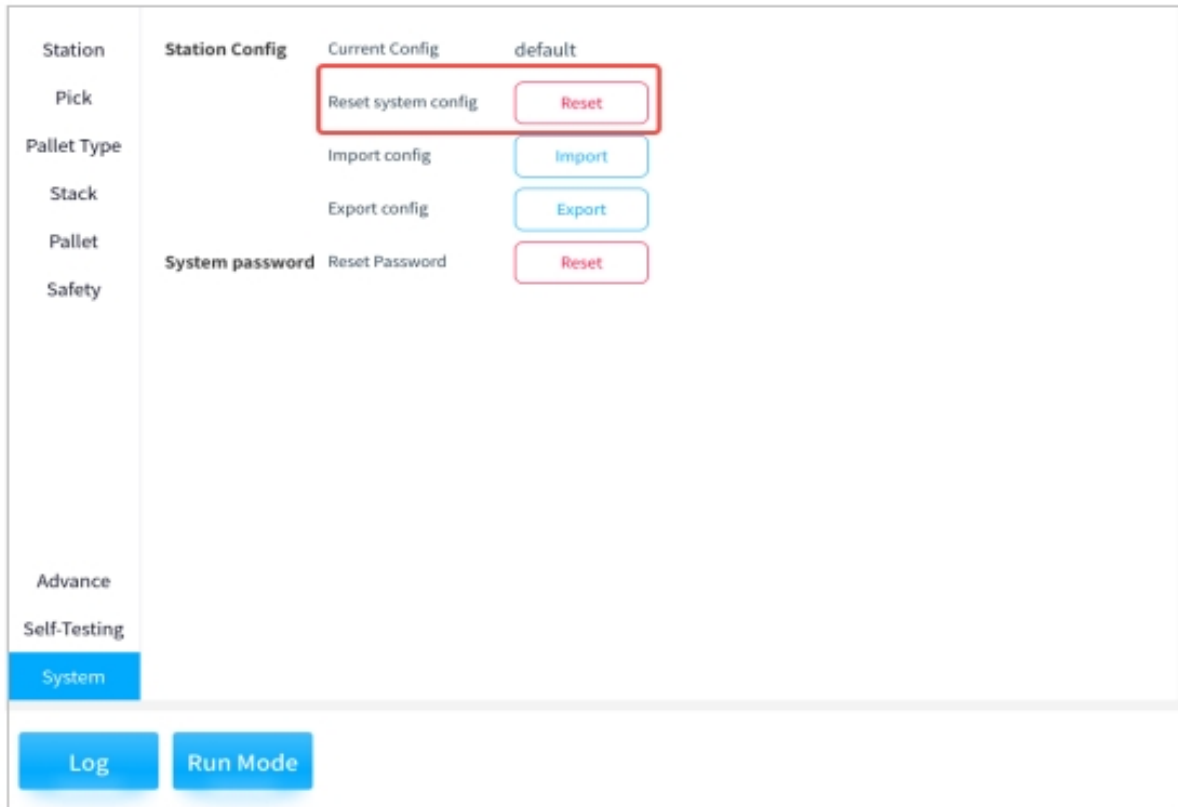 Station
Pick
Pallet Type
Stack
Pallet
Safety
Advance
Self-Testing
System
Station Config Current Config default
Reset system config Reset
Import config Import
Export config Export
System password Reset Password Reset
Log Run Mode